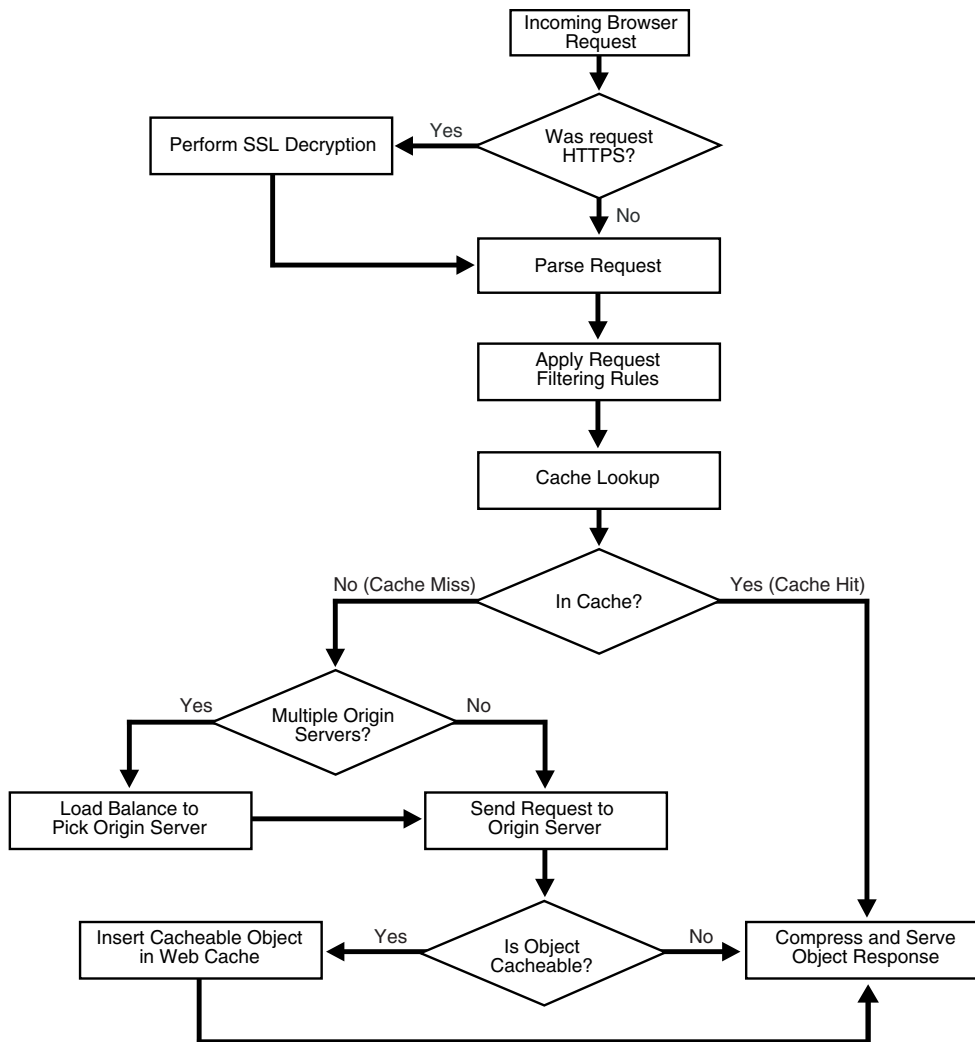 Incoming Browser
Request
Was request
HTTPS?
Yes
Perform SSL Decryption
No
Parse Request
Apply Request
Filtering Rules
Cache Lookup
In Cache?
No (Cache Miss)
Yes (Cache Hit)
Multiple Origin
Servers?
Yes
No
Load Balance to
Pick Origin Server
Send Request to
Origin Server
Is Object
Cacheable?
Yes
No
Insert Cacheable Object
in Web Cache
Compress and Serve
Object Response